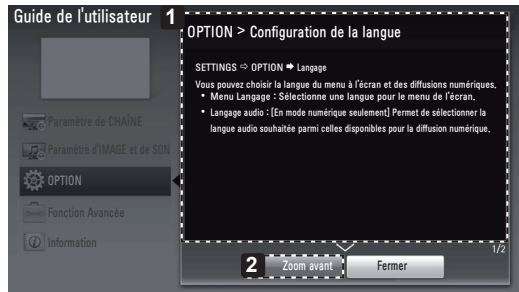 Guide de l'utilisateur
1
OPTION > Configuration de la langue
SETTINGS ⇨ OPTION ➡ Langage
Vous pouvez choisir la langue du menu à l'écran et des diffusions numériques.
• Menu Langage : Sélectionne une langue pour le menu de l'écran.
• Langage audio : [En mode numérique seulement] Permet de sélectionner la
langue audio souhaitée parmi celles disponibles pour la diffusion numérique.
Paramètre de CHAÎNE
Paramètre d'IMAGE et de SON
OPTION
Fonction Avancée
Information
1/2
2
Zoom avant
Fermer